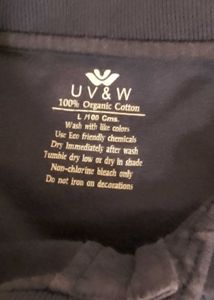 UV&W
100% Organic Cotton
L /100 Cms.
Wash with like colors
Use Eco friendly chemicals
Dry Immediately after wash
Tumble dry low or dry in shade
Non-chlorine bleach only
Do not iron on decorations